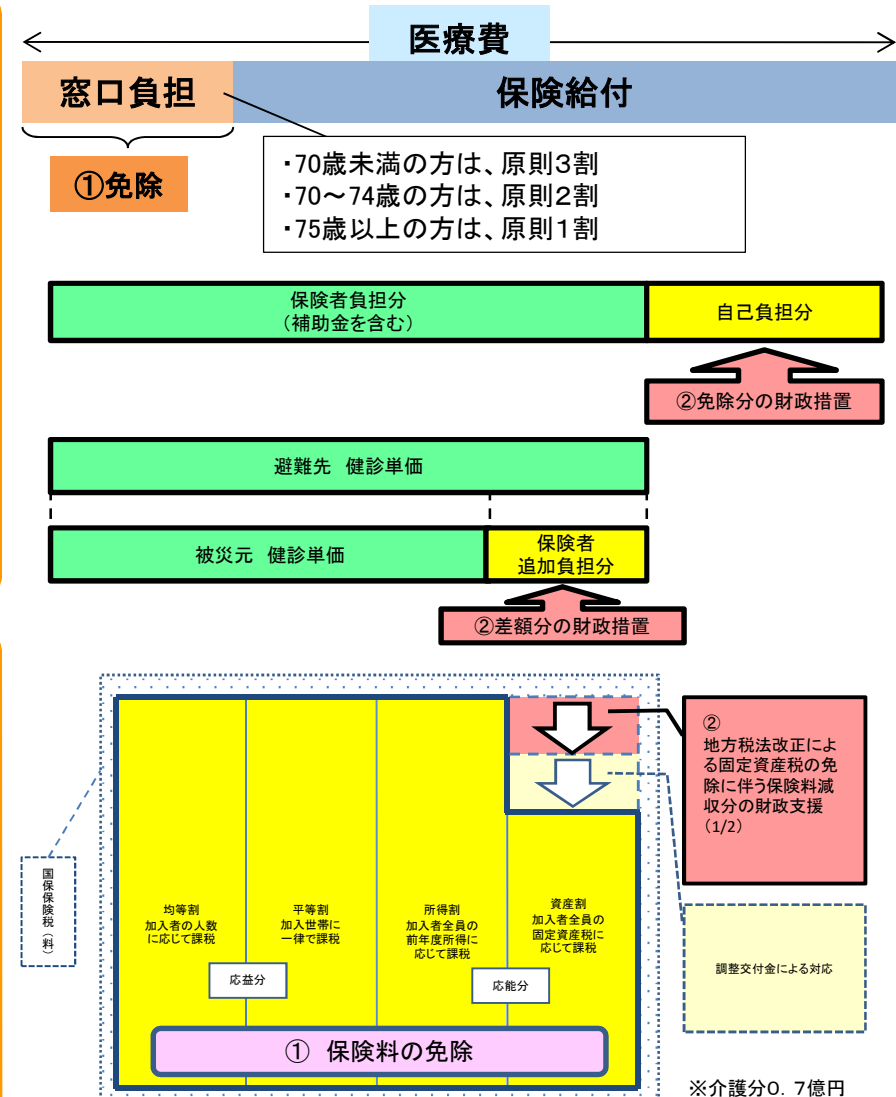 医療費
窓口負担
保険給付
①免除
・70歳未満の方は、原則3割
・70～74歳の方は、原則2割
・75歳以上の方は、原則1割
保険者負担分
（補助金を含む）
自己負担分
②免除分の財政措置
避難先 健診単価
被災元 健診単価
保険者
追加負担分
②差額分の財政措置
②
地方税法改正によ
る固定資産税の免
除に伴う保険料減
収分の財政支援
（1/2）
国保保険税（料）
均等割
加入者の人数
に応じて課税
平等割
加入世帯に
一律で課税
所得割
加入者全員の
前年度所得に
応じて課税
資産割
加入者全員の
固定資産税に
応じて課税
応益分
応能分
調整交付金による対応
① 保険料の免除
※介護分0．7億円